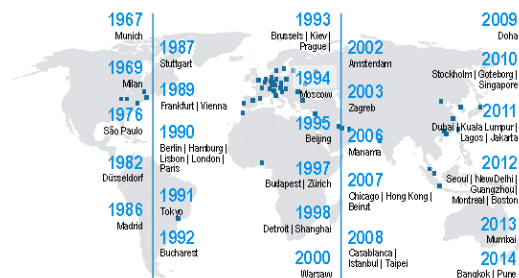 1967
Munich
1969
Milan
1976
São Paulo
1982
Düsseldorf
1986
Madrid
1987
Stuttgart
1989
Frankfurt | Vienna
1990
Berlin | Hamburg |
Lisbon | London |
Paris
1991
Tokyo
1992
Bucharest
1993
Brussels | Kiev |
Prague |
1994
Moscow
1995
Beijing
1997
Budapest | Zürich
1998
Detroit | Shanghai
2000
Warsaw
2002
Amsterdam
2003
Zagreb
2006
Manama
2007
Chicago | Hong Kong |
Beirut
2008
Casablanca |
Istanbul | Taipei
2009
Doha
2010
Stockholm | Goteborg |
Singapore
2011
Dubai | Kuala Lumpur |
Lagos | Jakarta
2012
Seoul | New Delhi |
Guangzhou |
Montreal | Boston
2013
Mumbai
2014
Bangkok | Pune